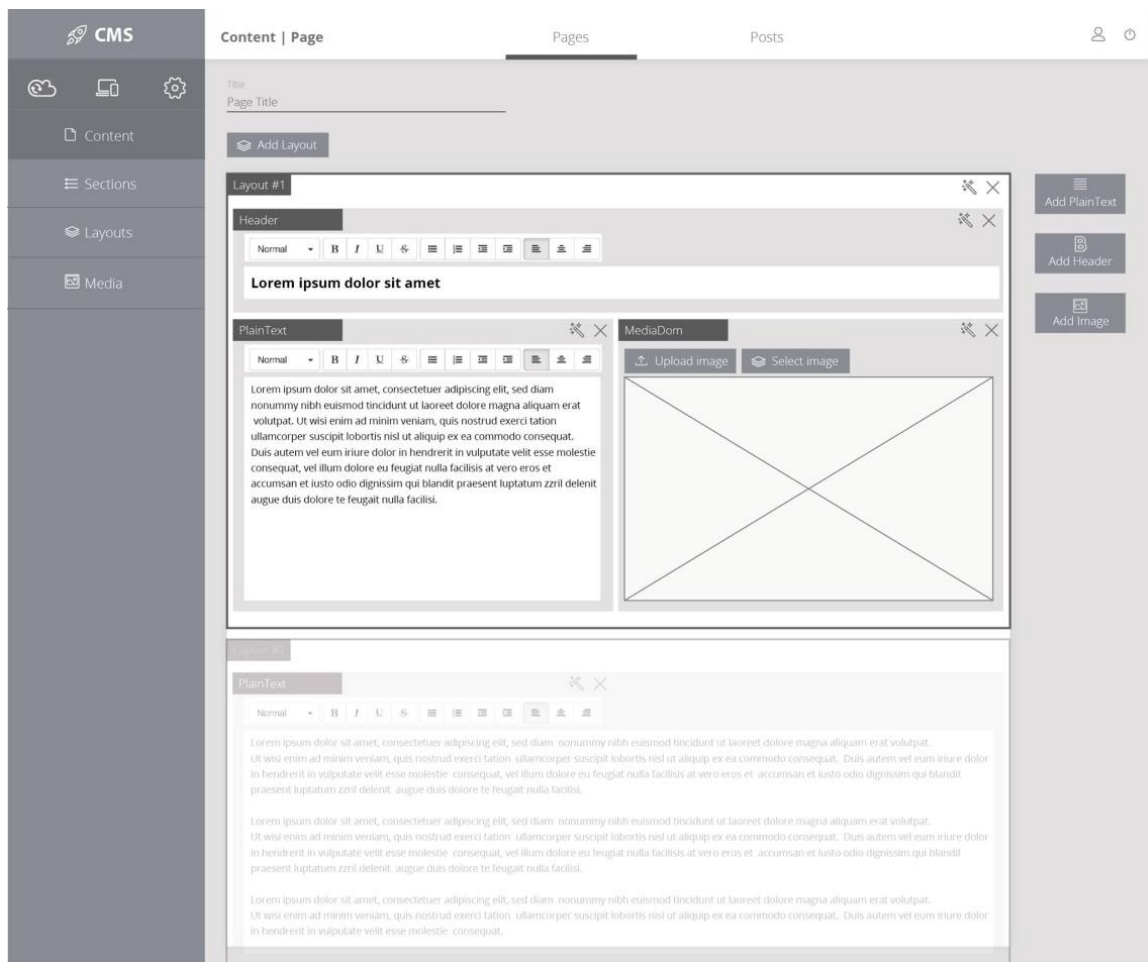 CMS
Content | Page
Pages
Posts
Content
Sections
Layouts
Media
Title
Page Title
Add Layout
Layout #1
Header
Normal B I U S
Lorem ipsum dolor sit amet
PlainText
Normal B I U S
Lorem ipsum dolor sit amet, consectetuer adipiscing elit, sed diam
nonummy nibh euismod tincidunt ut laoreet dolore magna aliquam erat
volutpat. Ut wisi enim ad minim veniam, quis nostrud exerci tation
ullamcorper suscipit lobortis nisl ut aliquip ex ea commodo consequat.
Duis autem vel eum iriure dolor in hendrerit in vulputate velit esse molestie
consequat, vel illum dolore eu feugiat nulla facilisis at vero eros et
accumsan et iusto odio dignissim qui blandit praesent luptatum zzril delenit
augue duis dolore te feugait nulla facilisi.
MediaDom
Upload image
Select image
Add PlainText
Add Header
Add Image
Layout #2
PlainText
Normal B I U S
Lorem ipsum dolor sit amet, consectetuer adipiscing elit, sed diam nonummy nibh euismod tincidunt ut laoreet dolore magna aliquam erat volutpat.
Ut wisi enim ad minim veniam, quis nostrud exerci tation ullamcorper suscipit lobortis nisl ut aliquip ex ea commodo consequat. Duis autem vel eum iriure dolor
in hendrerit in vulputate velit esse molestie consequat, vel illum dolore eu feugiat nulla facilisis at vero eros et accumsan et iusto odio dignissim qui blandit
praesent luptatum zzril delenit augue duis dolore te feugait nulla facilisi.
Lorem ipsum dolor sit amet, consectetuer adipiscing elit, sed diam nonummy nibh euismod tincidunt ut laoreet dolore magna aliquam erat volutpat.
Ut wisi enim ad minim veniam, quis nostrud exerci tation ullamcorper suscipit lobortis nisl ut aliquip ex ea commodo consequat. Duis autem vel eum iriure dolor
in hendrerit in vulputate velit esse molestie consequat, vel illum dolore eu feugiat nulla facilisis at vero eros et accumsan et iusto odio dignissim qui blandit
praesent luptatum zzril delenit augue duis dolore te feugait nulla facilisi.
Lorem ipsum dolor sit amet, consectetuer adipiscing elit, sed diam nonummy nibh euismod tincidunt ut laoreet dolore magna aliquam erat volutpat.
Ut wisi enim ad minim veniam, quis nostrud exerci tation ullamcorper suscipit lobortis nisl ut aliquip ex ea commodo consequat. Duis autem vel eum iriure dolor
in hendrerit in vulputate velit esse molestie consequat.